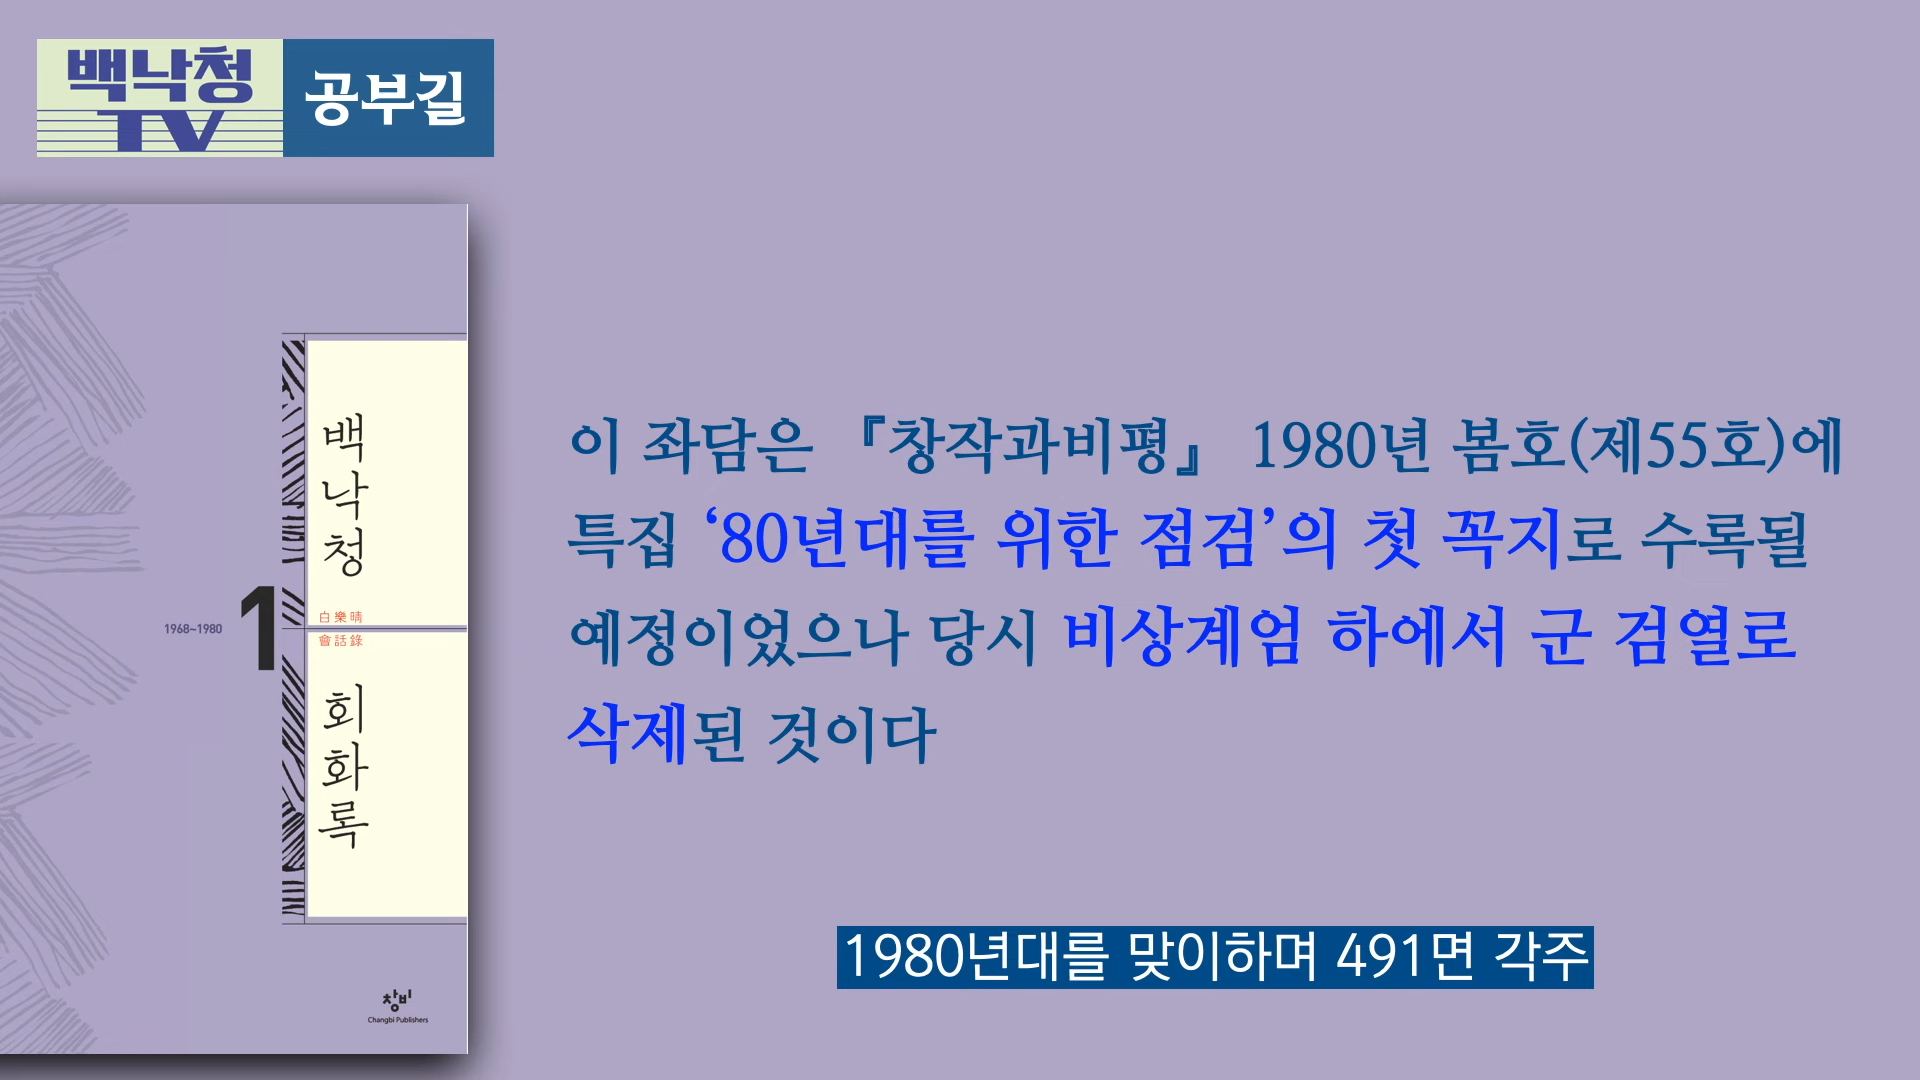 백낙청
TV
공부길
백낙청
白樂晴
會話錄
회화록
1968~1980
1
창비
Changbi Publishers
이 좌담은 『창작과비평』 1980년 봄호(제55호)에
특집 ‘80년대를 위한 점검’의 첫 꼭지로 수록될
예정이었으나 당시 비상계엄 하에서 군 검열로
삭제된 것이다
1980년대를 맞이하며 491면 각주